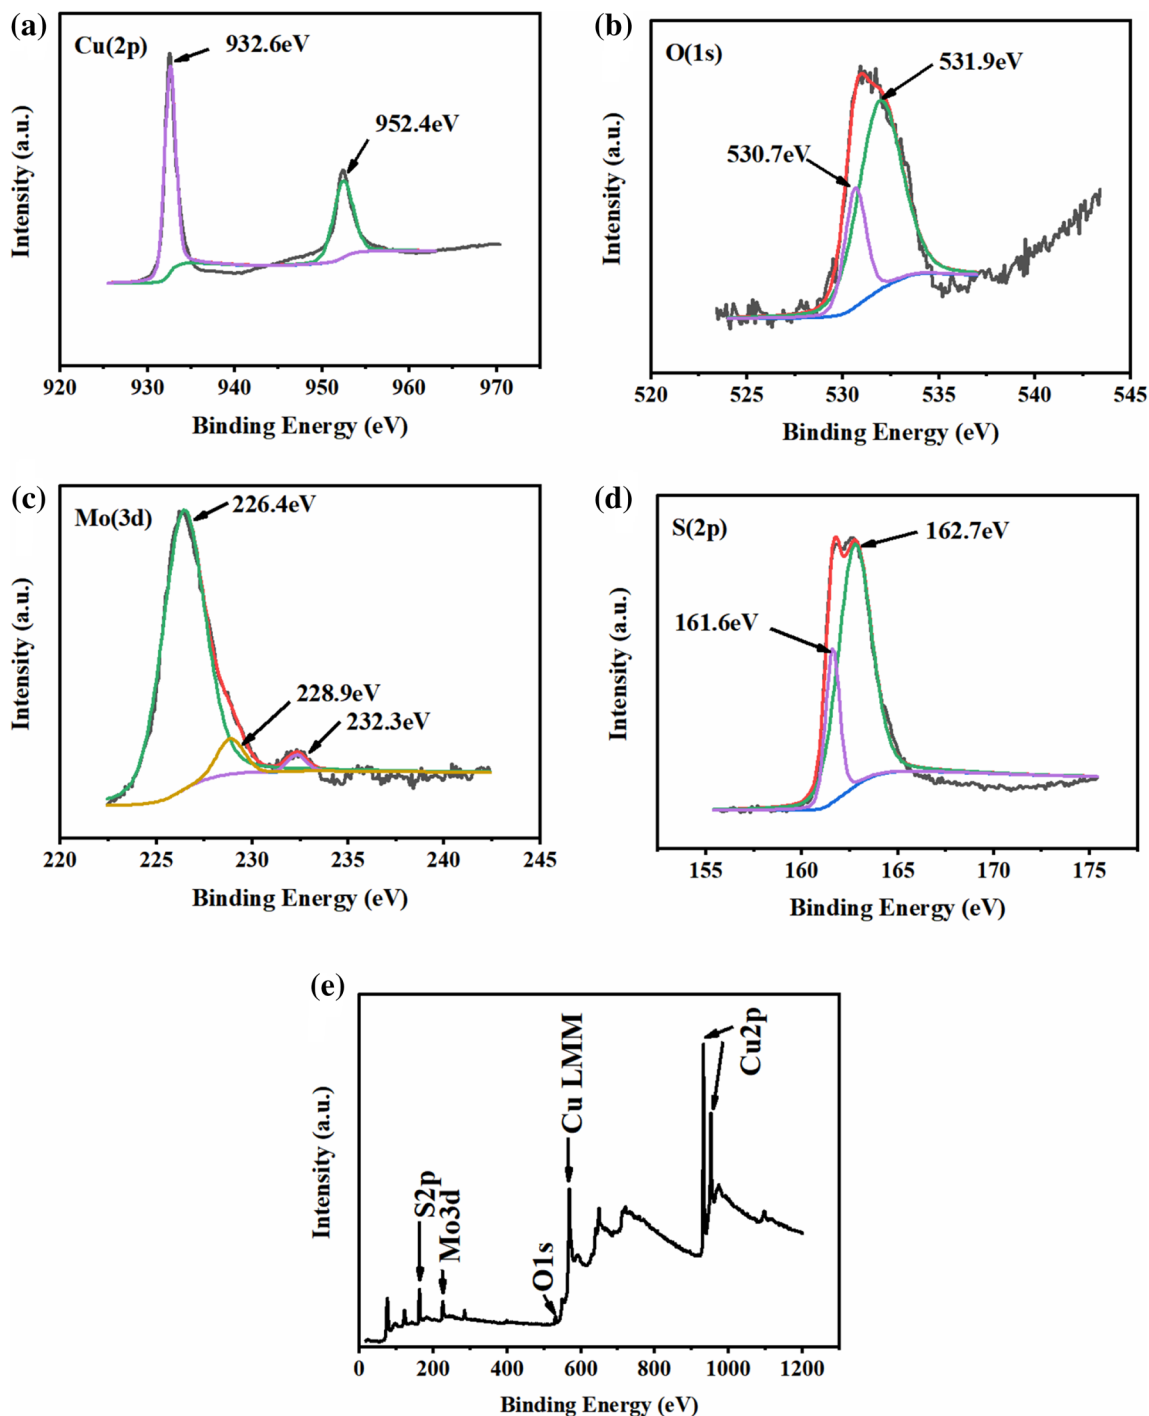 (a)
Cu(2p)
932.6eV
952.4eV
Intensity (a.u.)
920 930 940 950 960 970
Binding Energy (eV)
(b)
O(1s)
531.9eV
530.7eV
Intensity (a.u.)
520 525 530 535 540 545
Binding Energy (eV)
(c)
Mo(3d)
226.4eV
228.9eV
232.3eV
Intensity (a.u.)
220 225 230 235 240 245
Binding Energy (eV)
(d)
S(2p)
162.7eV
161.6eV
Intensity (a.u.)
155 160 165 170 175
Binding Energy (eV)
(e)
S2p
Mo3d
O1s
Cu LMM
Cu2p
Intensity (a.u.)
0 200 400 600 800 1000 1200
Binding Energy (eV)